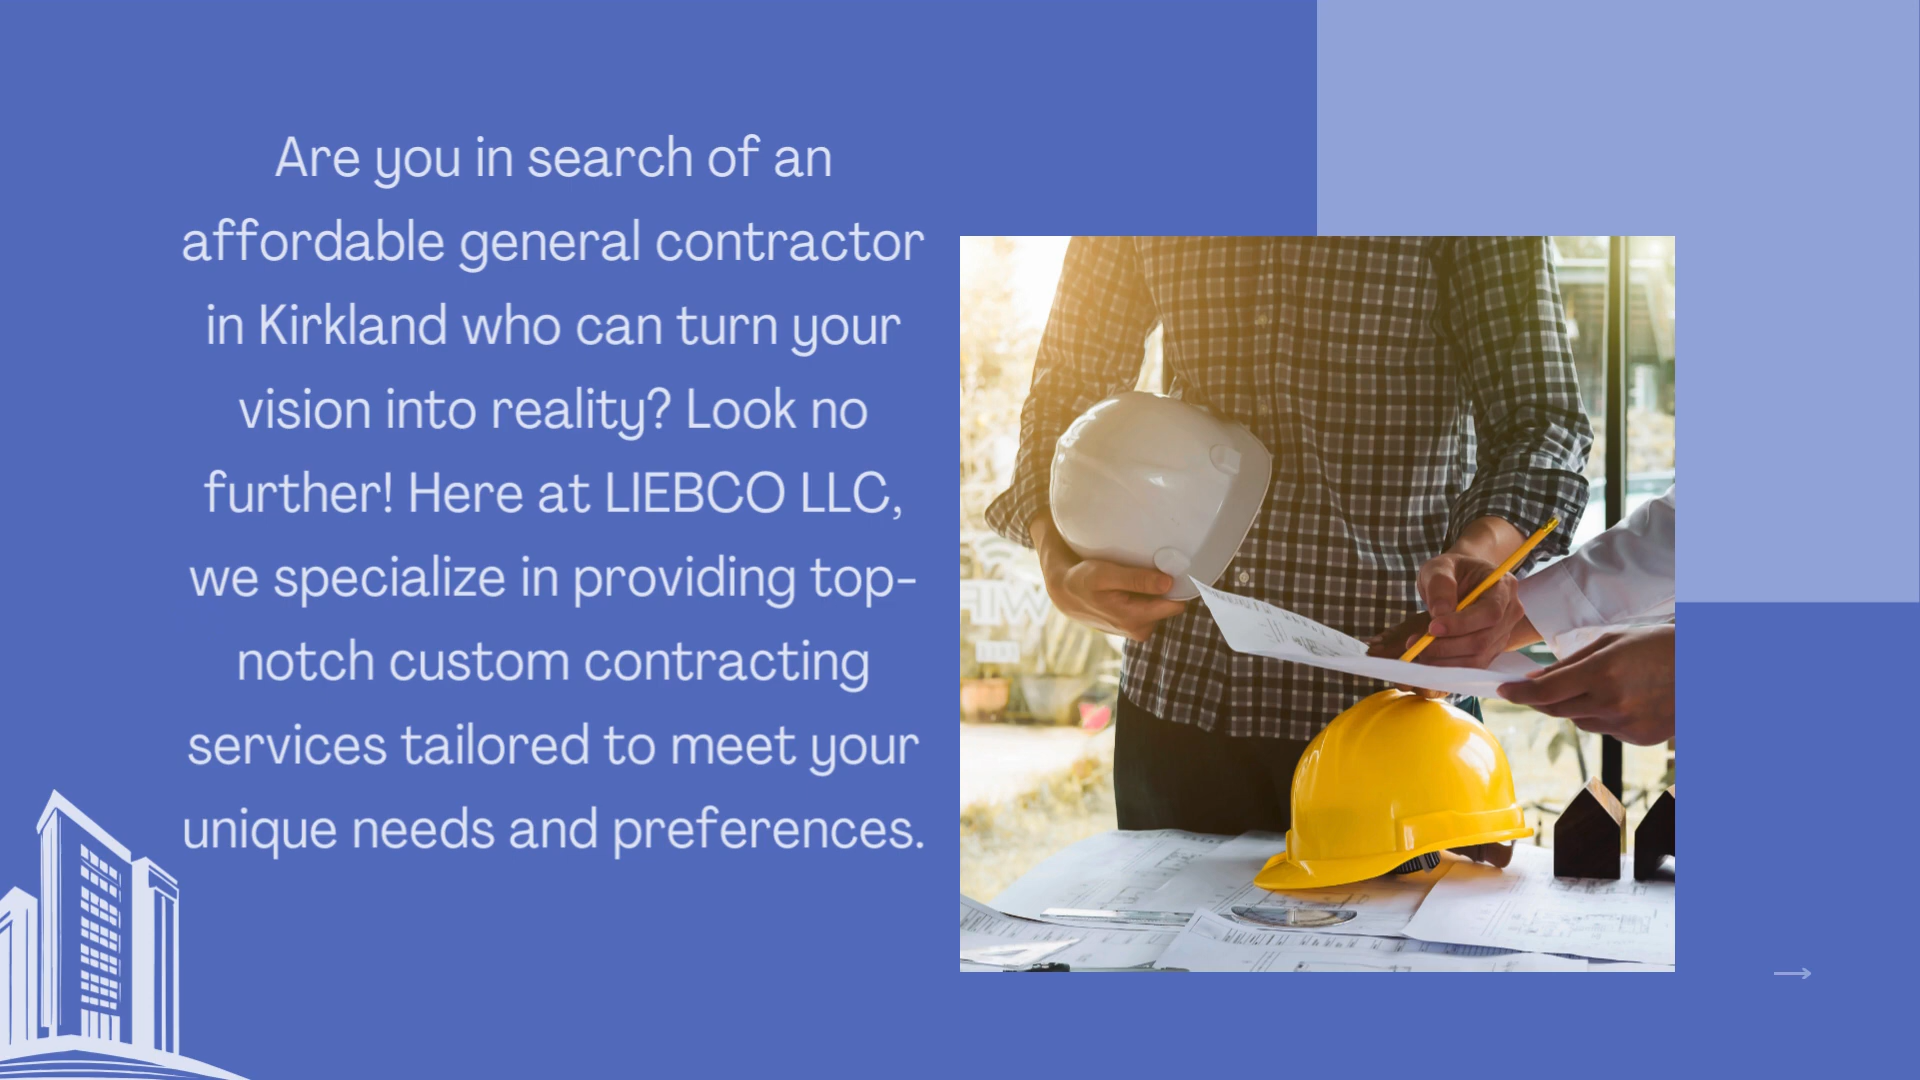 Are you in search of an
affordable general contractor
in Kirkland who can turn your
vision into reality? Look no
further! Here at LIEBCO LLC,
we specialize in providing top-
notch custom contracting
services tailored to meet your
unique needs and preferences.